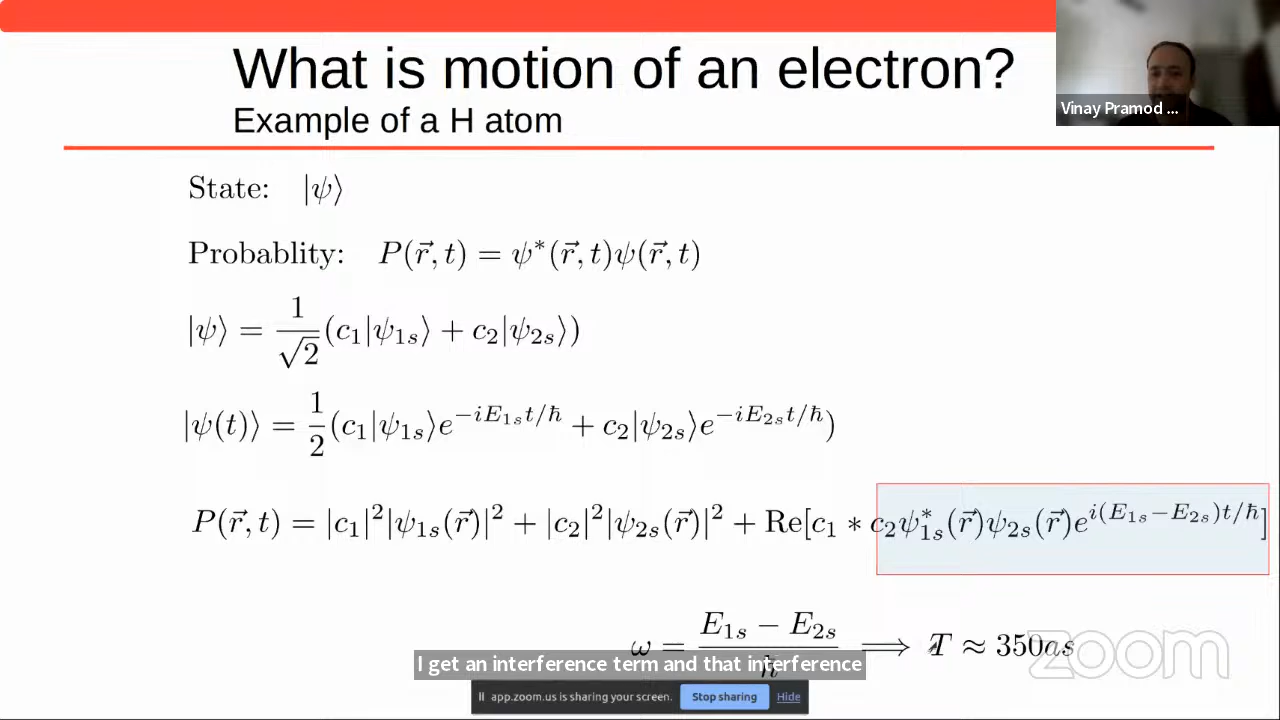 What is motion of an electron?
Example of a H atom
Vinay Pramod ...
State: |ψ⟩
Probablity: P(r⃗, t) = ψ*(r⃗, t)ψ(r⃗, t)
|ψ⟩ = 1/√2 (c₁|ψ₁ₛ⟩ + c₂|ψ₂ₛ⟩)
|ψ(t)⟩ = 1/2 (c₁|ψ₁ₛ⟩e^{−iE₁ₛt/ħ} + c₂|ψ₂ₛ⟩e^{−iE₂ₛt/ħ})
P(r⃗, t) = |c₁|²|ψ₁ₛ(r⃗)|² + |c₂|²|ψ₂ₛ(r⃗)|² + Re[c₁ * c₂ψ*₁ₛ(r⃗)ψ₂ₛ(r⃗)e^{i(E₁ₛ−E₂ₛ)t/ħ}]
ω = (E₁ₛ − E₂ₛ)/ħ ⟹ T ≈ 350as
zoom
I get an interference term and that interference
app.zoom.us is sharing your screen. Stop sharing Hide